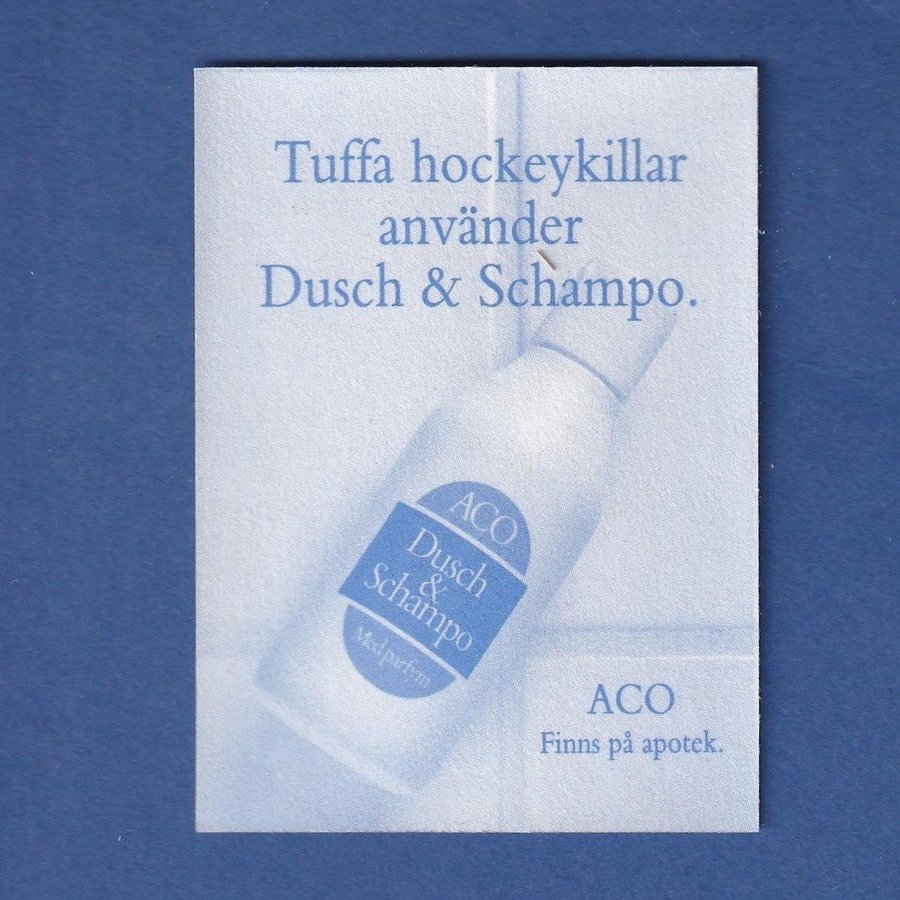 Tuffa hockeykillar
använder
Dusch & Schampo.
ACO
Dusch
&
Schampo
Med parfym
ACO
Finns på apotek.